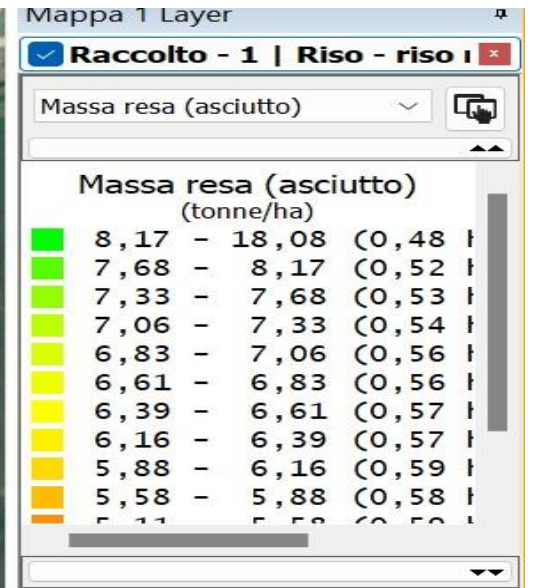 Mappa 1 Layer
Raccolto - 1 | Riso - riso
Massa resa (asciutto)
Massa resa (asciutto)
(tonne/ha)
8,17 - 18,08 (0,48
7,68 - 8,17 (0,52
7,33 - 7,68 (0,53
7,06 - 7,33 (0,54
6,83 - 7,06 (0,56
6,61 - 6,83 (0,56
6,39 - 6,61 (0,57
6,16 - 6,39 (0,57
5,88 - 6,16 (0,59
5,58 - 5,88 (0,58